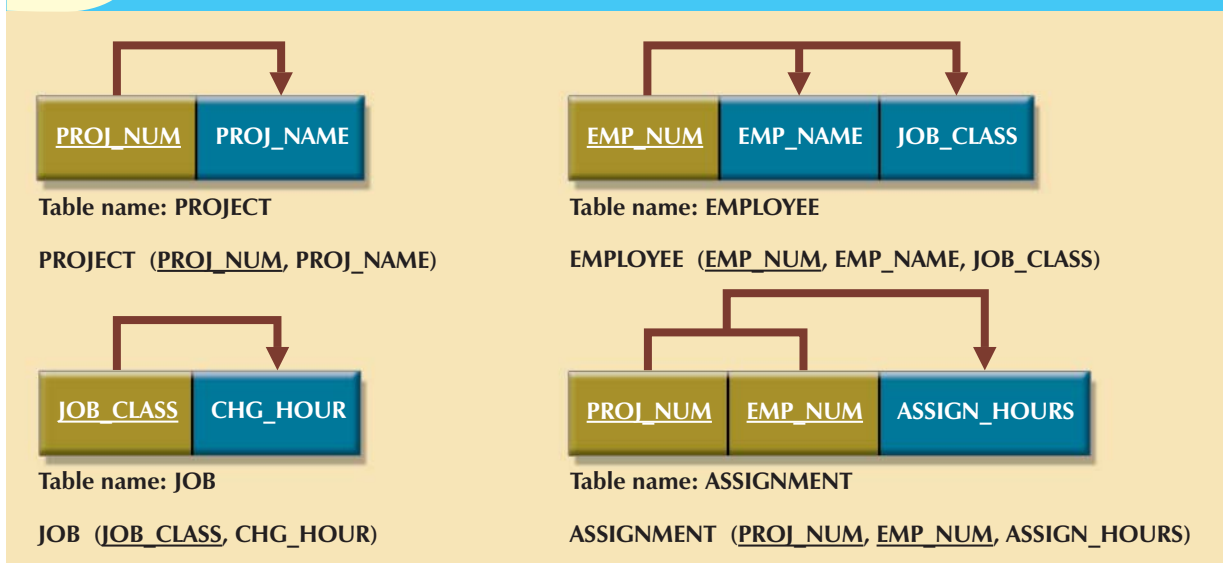 PROJ_NUM PROJ_NAME
Table name: PROJECT
PROJECT (PROJ_NUM, PROJ_NAME)
EMP_NUM EMP_NAME JOB_CLASS
Table name: EMPLOYEE
EMPLOYEE (EMP_NUM, EMP_NAME, JOB_CLASS)
JOB_CLASS CHG_HOUR
Table name: JOB
JOB (JOB_CLASS, CHG_HOUR)
PROJ_NUM EMP_NUM ASSIGN_HOURS
Table name: ASSIGNMENT
ASSIGNMENT (PROJ_NUM, EMP_NUM, ASSIGN_HOURS)